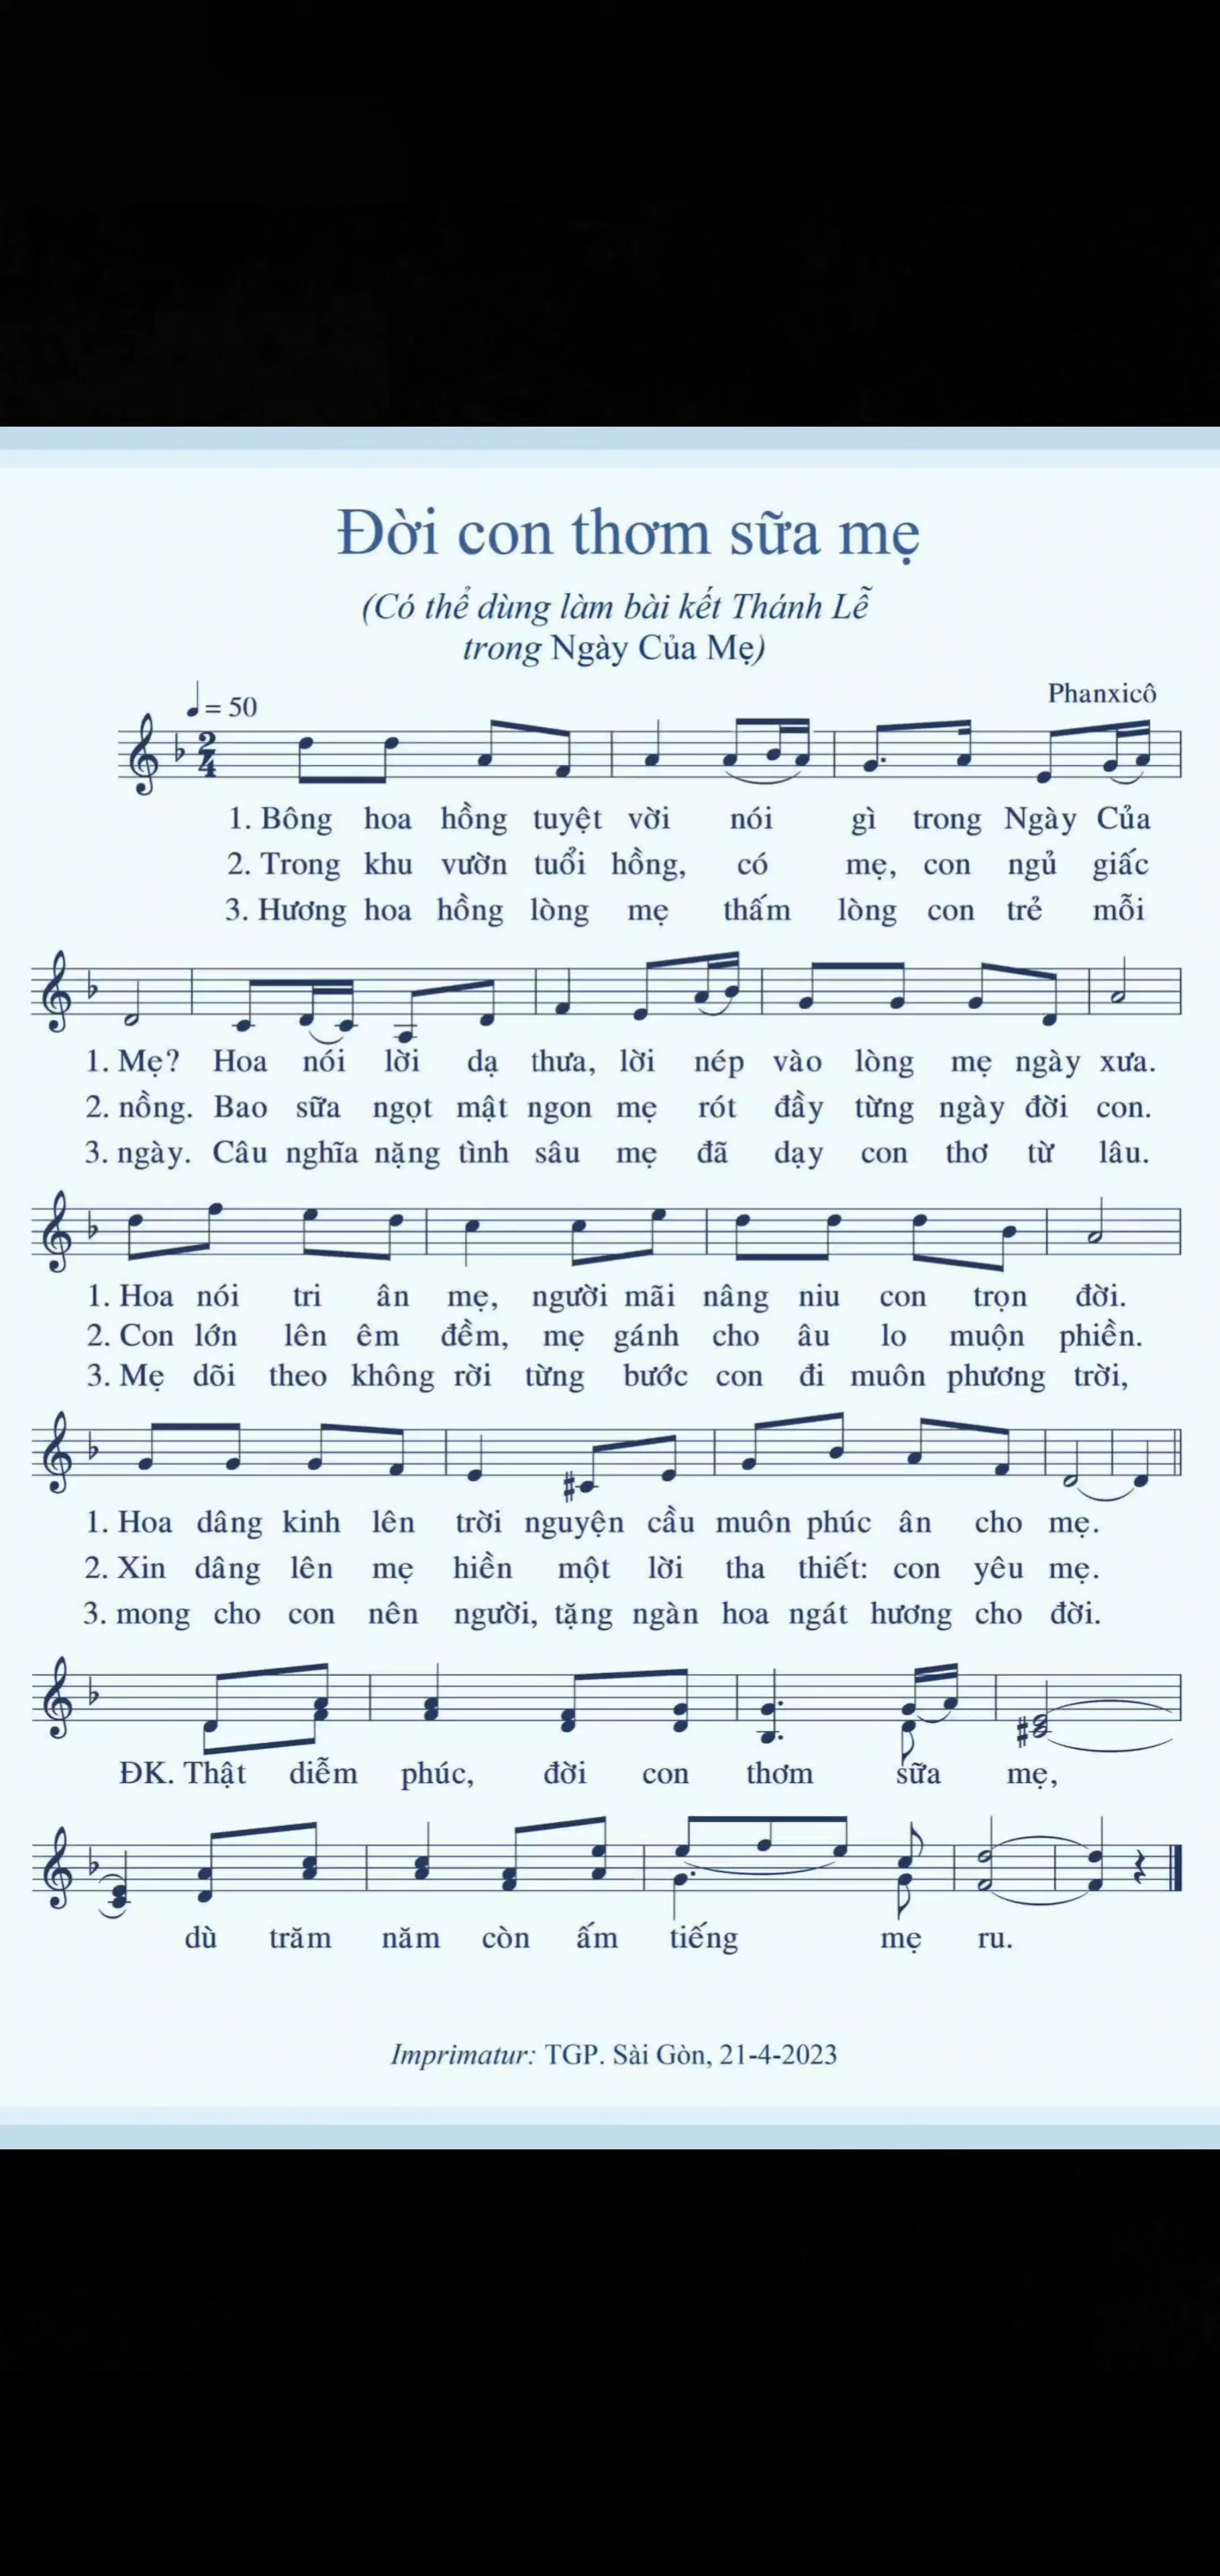 Đời con thơm sữa mẹ
(Có thể dùng làm bài kết Thánh Lễ
trong Ngày Của Mẹ)
= 50
Phanxicô
2
4
1. Bông hoa hồng tuyệt vời nói gì trong Ngày Của
2. Trong khu vườn tuổi hồng, có mẹ, con ngủ giấc
3. Hương hoa hồng lòng mẹ thấm lòng con trẻ mỗi
1. Mẹ? Hoa nói lời dạ thưa, lời nép vào lòng mẹ ngày xưa.
2. nồng. Bao sữa ngọt mật ngon mẹ rót đầy từng ngày đời con.
3. ngày. Câu nghĩa nặng tình sâu mẹ đã dạy con thơ từ lâu.
1. Hoa nói tri ân mẹ, người mãi nâng niu con trọn đời.
2. Con lớn lên êm đềm, mẹ gánh cho âu lo muộn phiền.
3. Mẹ dõi theo không rời từng bước con đi muôn phương trời,
1. Hoa dâng kinh lên trời nguyện cầu muôn phúc ân cho mẹ.
2. Xin dâng lên mẹ hiền một lời tha thiết: con yêu mẹ.
3. mong cho con nên người, tặng ngàn hoa ngát hương cho đời.
ĐK. Thật diễm phúc, đời con thơm sữa mẹ,
dù trăm năm còn ấm tiếng mẹ ru.
Imprimatur: TGP. Sài Gòn, 21-4-2023